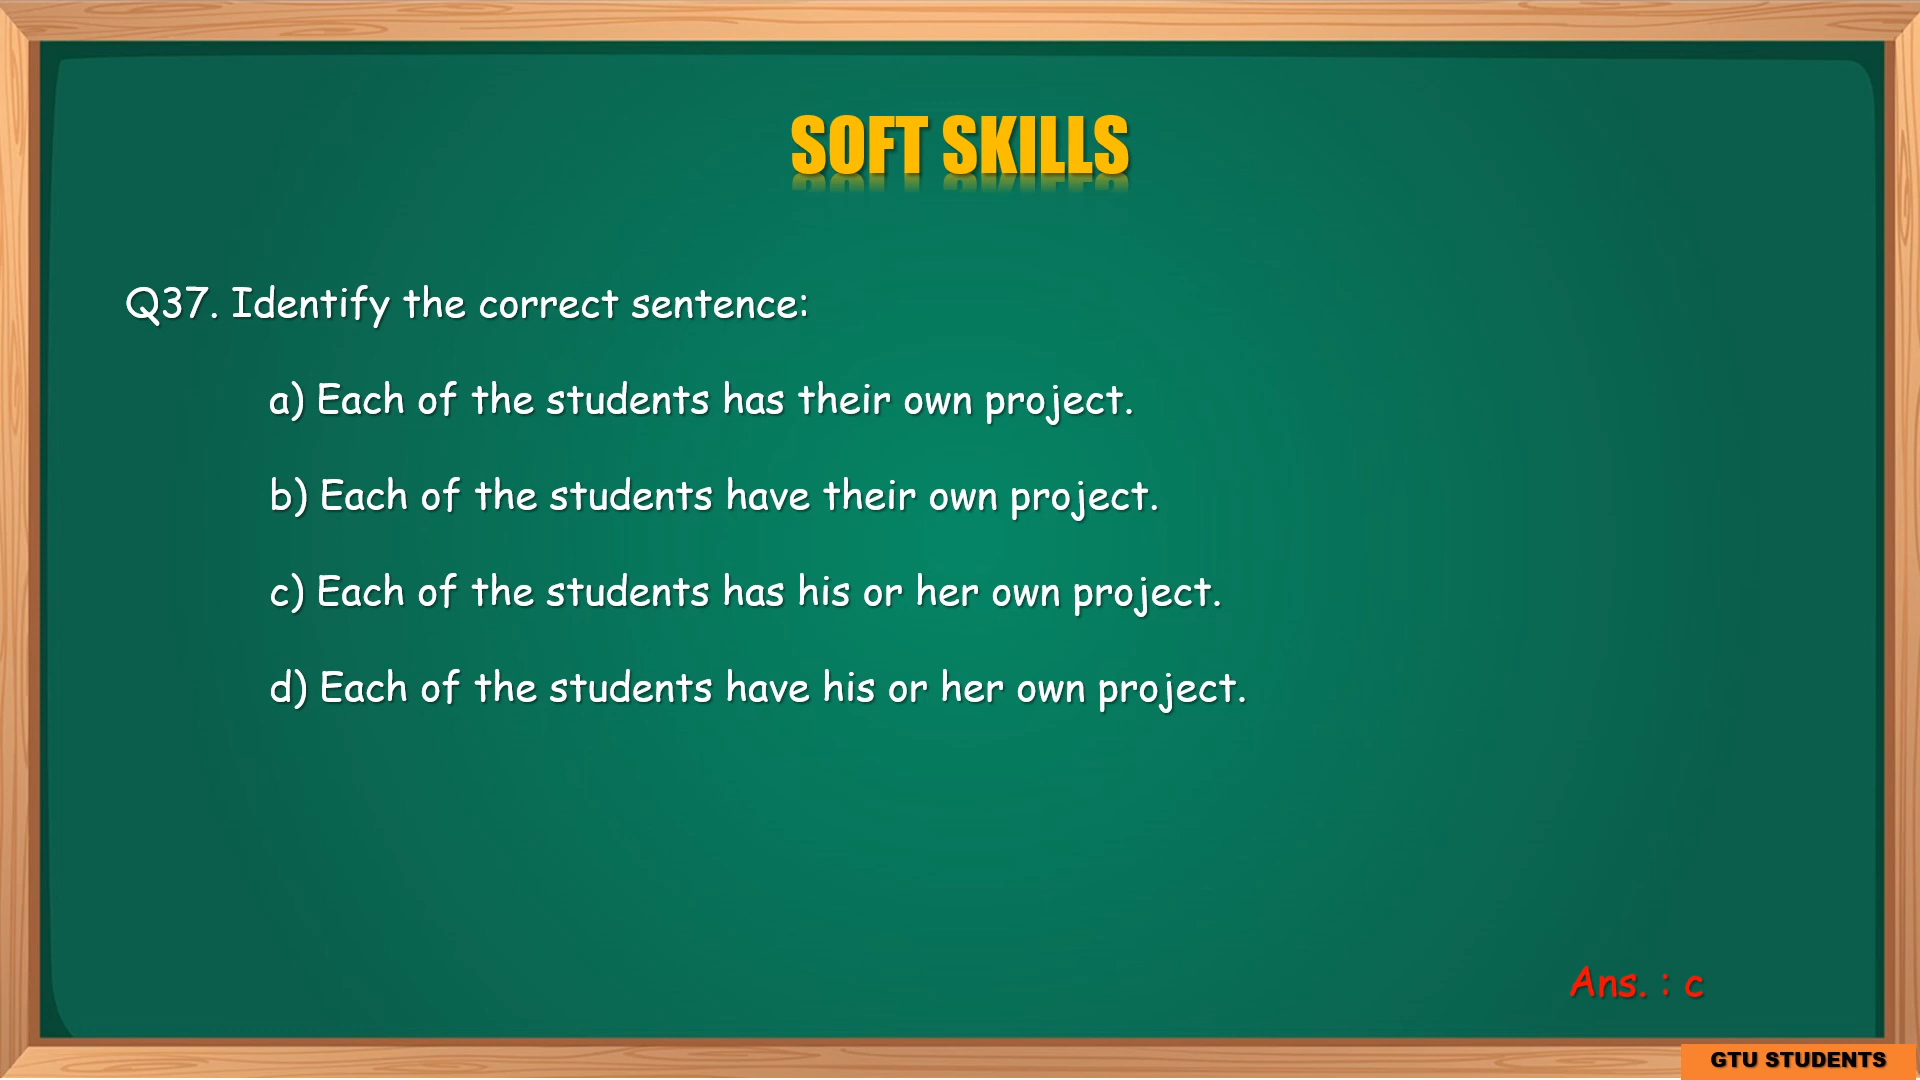 SOFT SKILLS
Q37. Identify the correct sentence:
a) Each of the students has their own project.
b) Each of the students have their own project.
c) Each of the students has his or her own project.
d) Each of the students have his or her own project.
Ans. : c
GTU STUDENTS